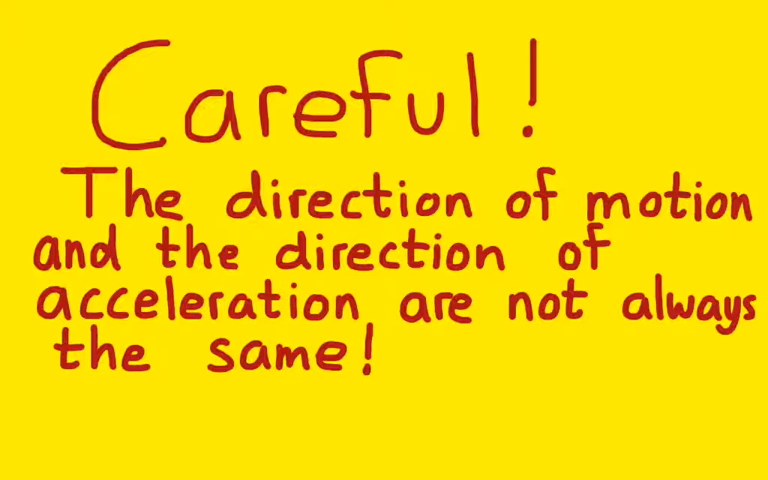 Careful!
The direction of motion
and the direction of
acceleration are not always
the same!